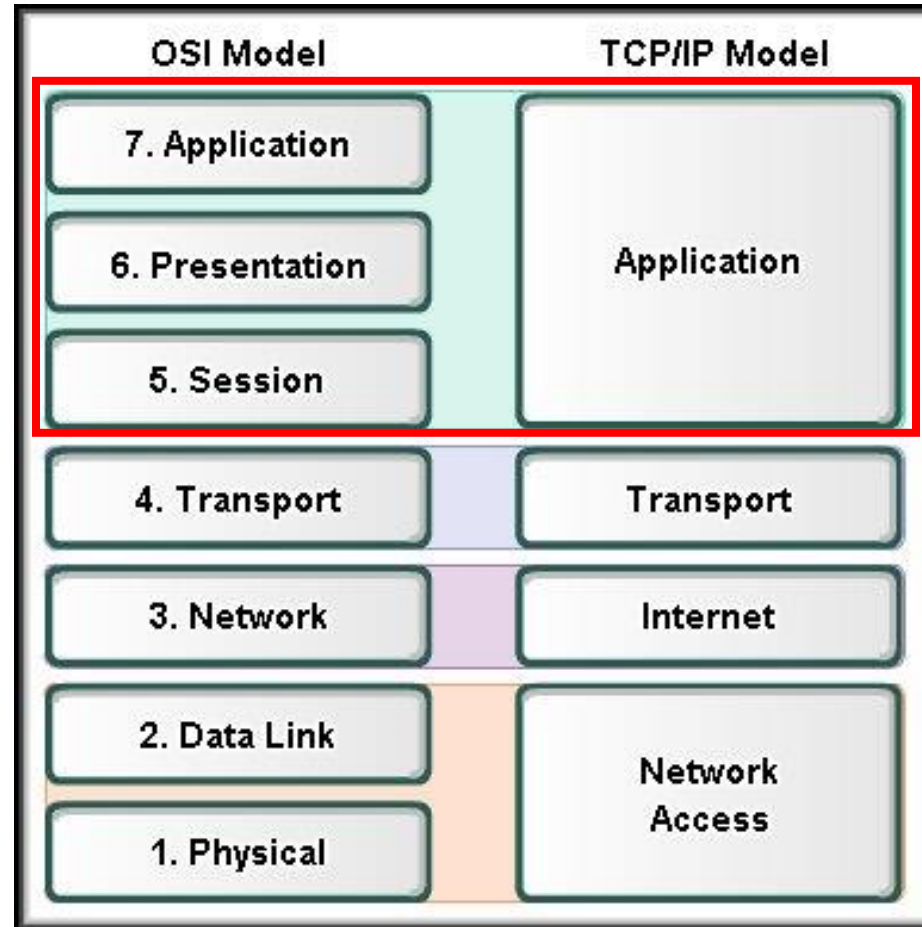 OSI Model
TCP/IP Model
7. Application
6. Presentation
5. Session
Application
4. Transport
Transport
3. Network
Internet
2. Data Link
1. Physical
Network
Access